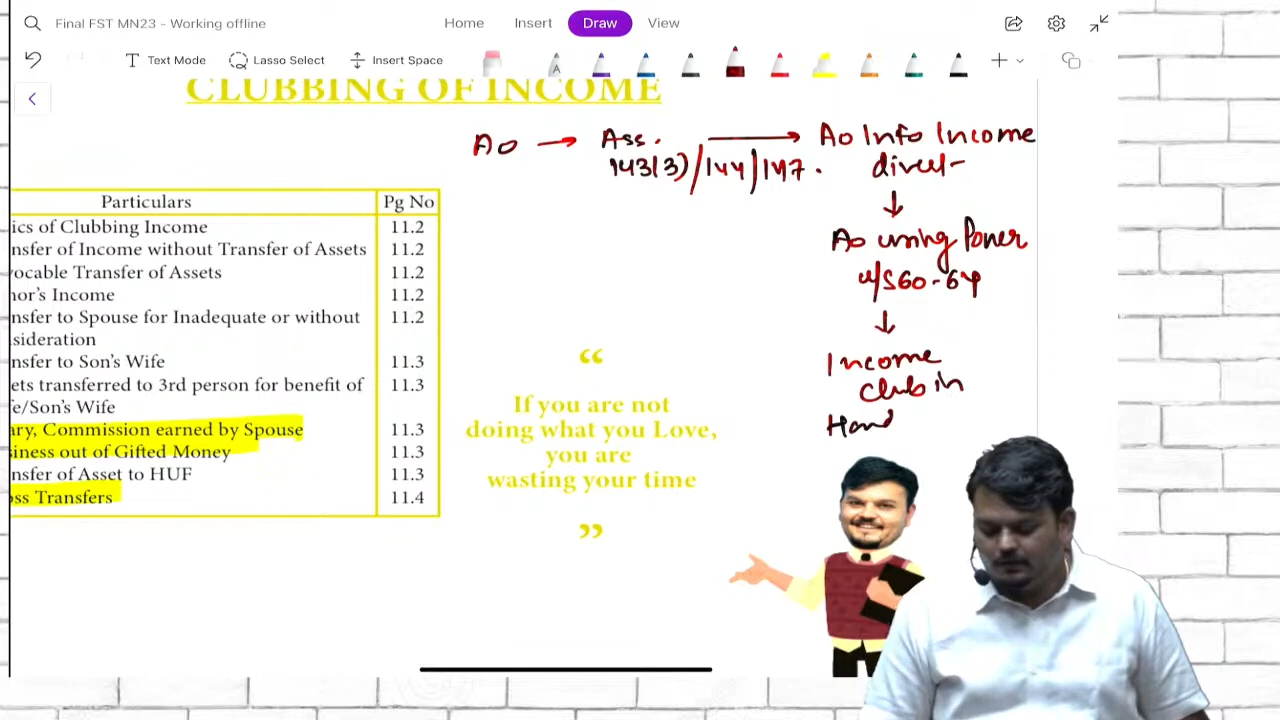 Final FST MN23 - Working offline
Home Insert Draw View
Text Mode Lasso Select Insert Space
CLUBBING OF INCOME
Ao → Ass. → Ao Info Income
143(3)/144/147. divert
↓
Ao using Power
u/s 60-64
↓
Income
club in
Hand
Particulars Pg No
ics of Clubbing Income 11.2
nsfer of Income without Transfer of Assets 11.2
ocable Transfer of Assets 11.2
nor's Income 11.2
nsfer to Spouse for Inadequate or without
sideration 11.2
nsfer to Son's Wife 11.3
ets transferred to 3rd person for benefit of
fe/Son's Wife 11.3
ary, Commission earned by Spouse 11.3
siness out of Gifted Money 11.3
nsfer of Asset to HUF 11.3
oss Transfers 11.4
“
If you are not
doing what you Love,
you are
wasting your time
”